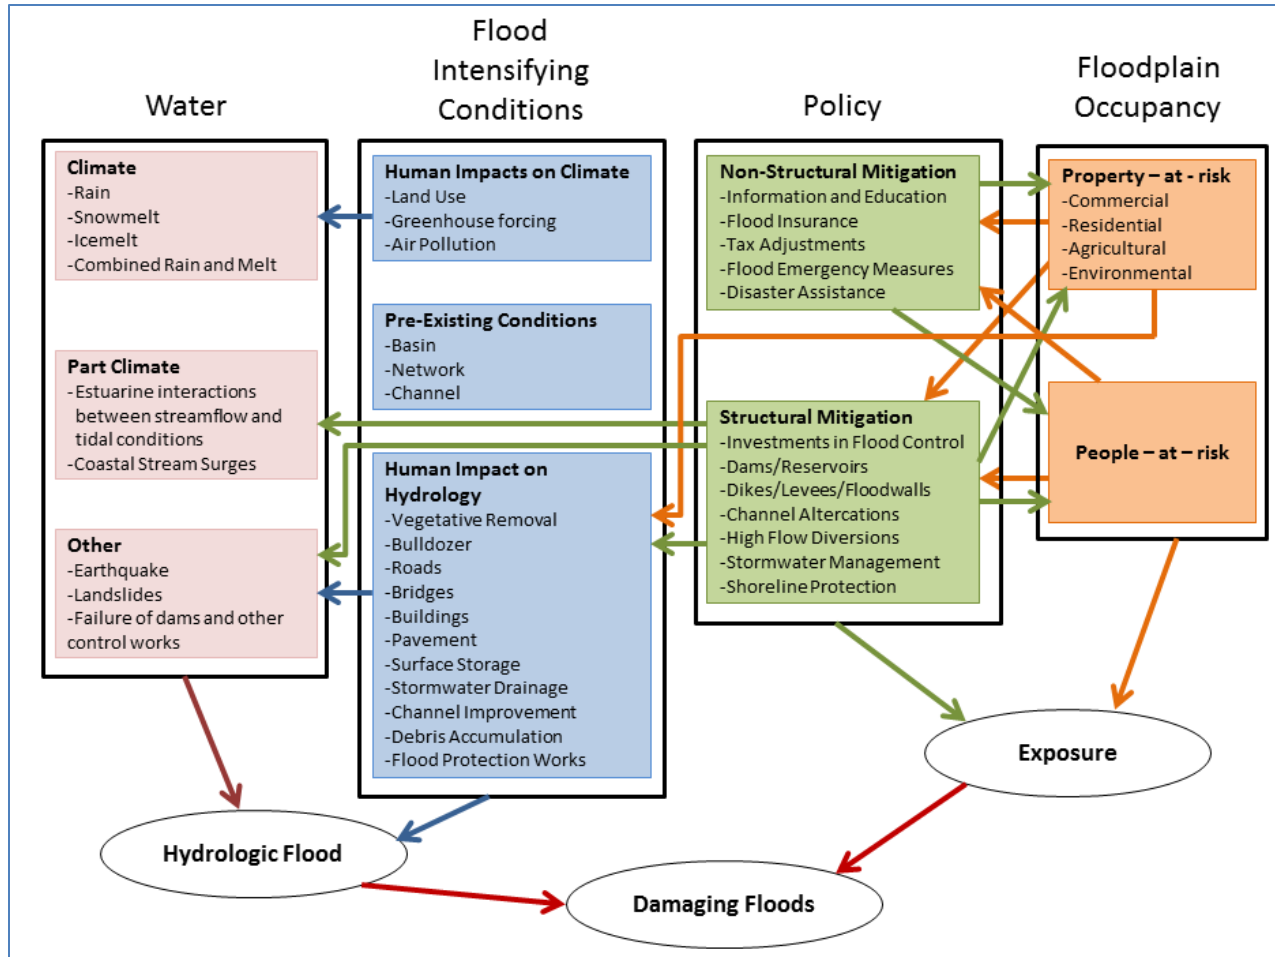 Water
Flood
Intensifying
Conditions
Policy
Floodplain
Occupancy
Climate
-Rain
-Snowmelt
-Icemelt
-Combined Rain and Melt
Part Climate
-Estuarine interactions
between streamflow and
tidal conditions
-Coastal Stream Surges
Other
-Earthquake
-Landslides
-Failure of dams and other
control works
Human Impacts on Climate
-Land Use
-Greenhouse forcing
-Air Pollution
Pre-Existing Conditions
-Basin
-Network
-Channel
Human Impact on
Hydrology
-Vegetative Removal
-Bulldozer
-Roads
-Bridges
-Buildings
-Pavement
-Surface Storage
-Stormwater Drainage
-Channel Improvement
-Debris Accumulation
-Flood Protection Works
Non-Structural Mitigation
-Information and Education
-Flood Insurance
-Tax Adjustments
-Flood Emergency Measures
-Disaster Assistance
Structural Mitigation
-Investments in Flood Control
-Dams/Reservoirs
-Dikes/Levees/Floodwalls
-Channel Altercations
-High Flow Diversions
-Stormwater Management
-Shoreline Protection
Property – at - risk
-Commercial
-Residential
-Agricultural
-Environmental
People – at – risk
Exposure
Hydrologic Flood
Damaging Floods